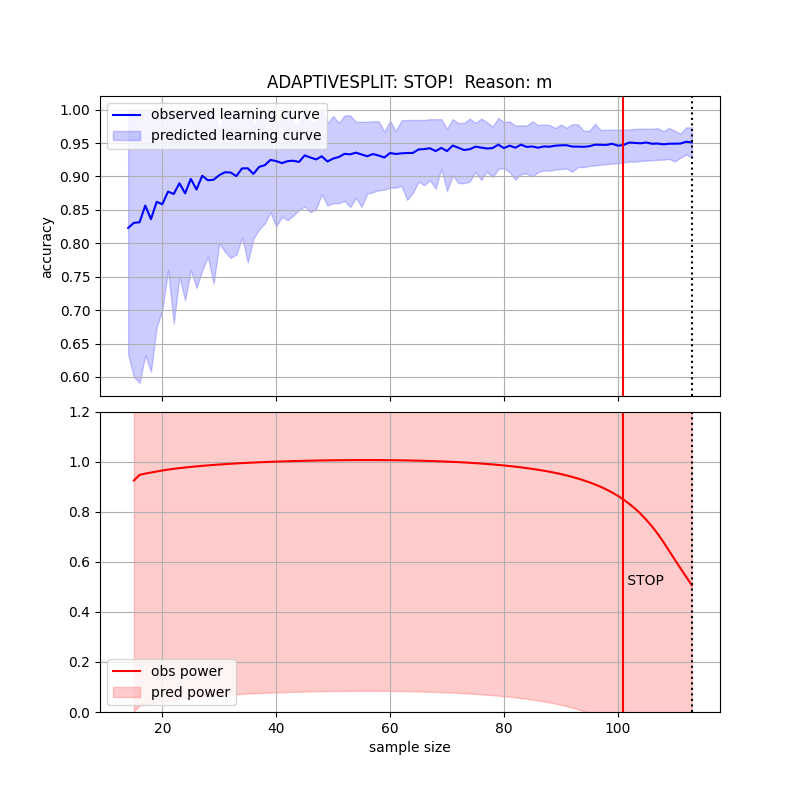 ADAPTIVESPLIT: STOP!  Reason: m
1.00
0.95
0.90
0.85
0.80
0.75
0.70
0.65
0.60
accuracy
observed learning curve
predicted learning curve
1.2
1.0
0.8
0.6
0.4
0.2
0.0
STOP
obs power
pred power
20 40 60 80 100
sample size